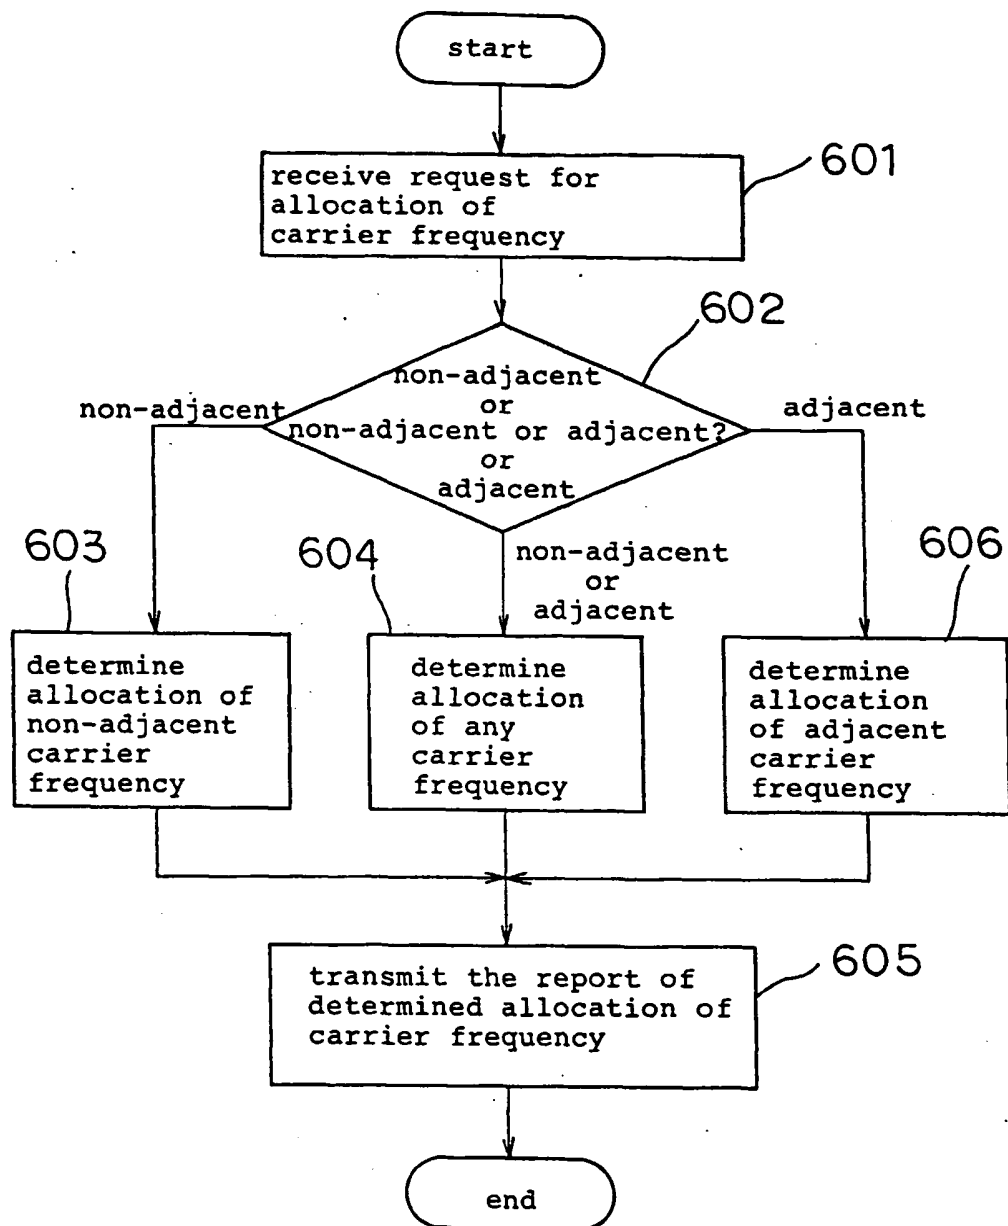 start
601
receive request for
allocation of
carrier frequency
602
non-adjacent
or
non-adjacent or adjacent?
or
adjacent
non-adjacent
adjacent
non-adjacent
or
adjacent
603
604
606
determine
allocation of
non-adjacent
carrier
frequency
determine
allocation
of any
carrier
frequency
determine
allocation
of adjacent
carrier
frequency
605
transmit the report of
determined allocation of
carrier frequency
end